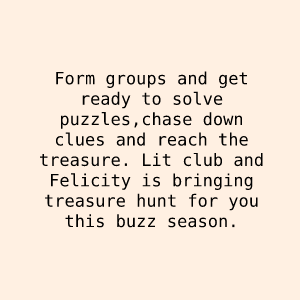 Form groups and get
ready to solve
puzzles,chase down
clues and reach the
treasure. Lit club and
Felicity is bringing
treasure hunt for you
this buzz season.